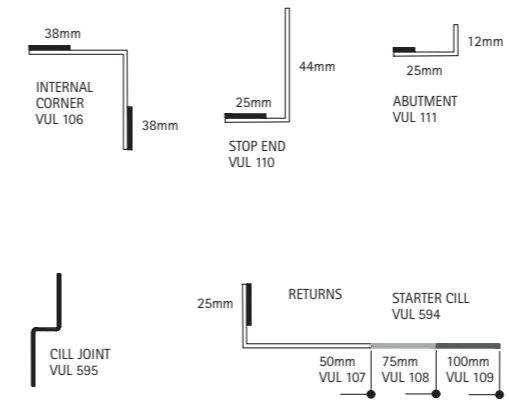 38mm
INTERNAL
CORNER
VUL 106
38mm
44mm
25mm
STOP END
VUL 110
12mm
25mm
ABUTMENT
VUL 111
CILL JOINT
VUL 595
25mm
RETURNS
STARTER CILL
VUL 594
50mm
VUL 107
75mm
VUL 108
100mm
VUL 109